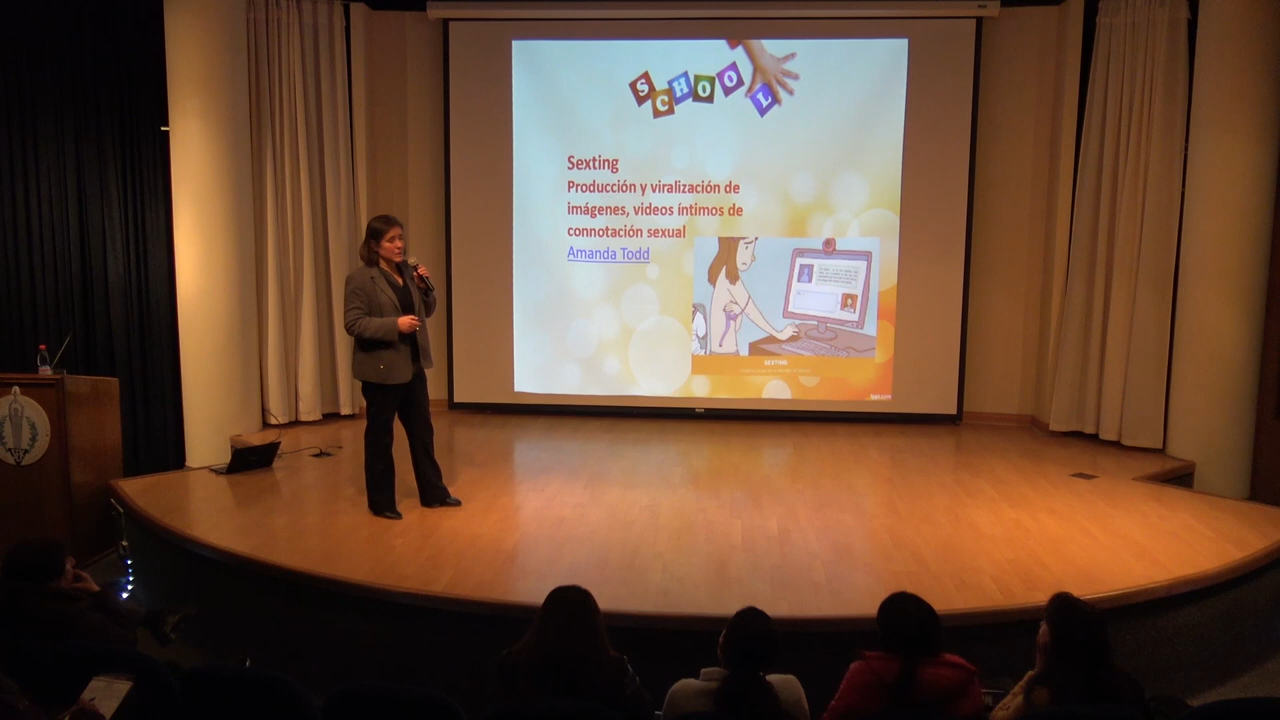 SCHOOL
Sexting
Producción y viralización de
imágenes, videos íntimos de
connotación sexual
Amanda Todd
SEXTING